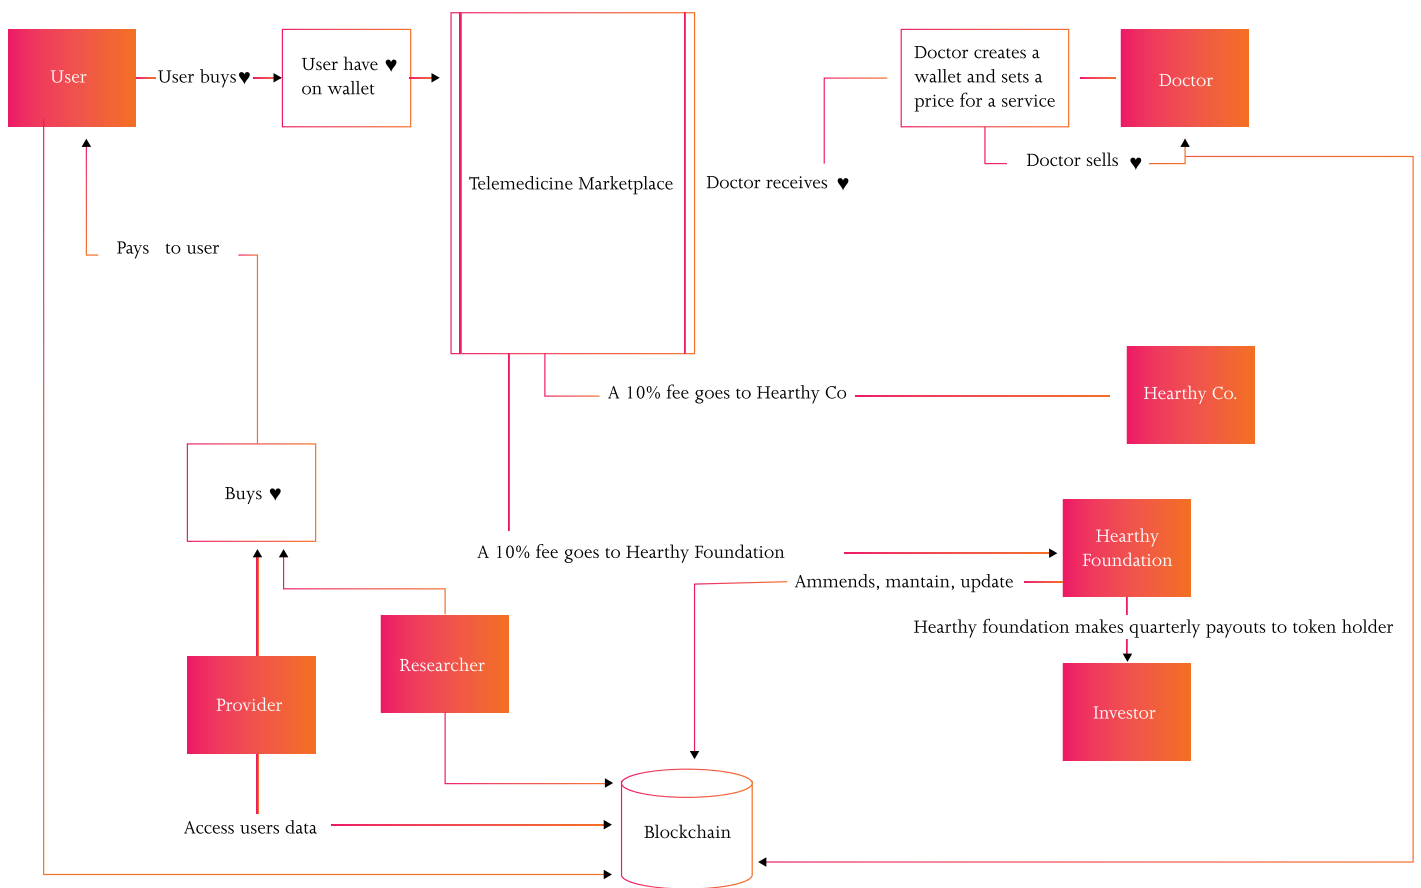 User
User buys♥
User have ♥
on wallet
Telemedicine Marketplace
Doctor receives ♥
Doctor creates a
wallet and sets a
price for a service
Doctor
Doctor sells ♥
Pays to user
A 10% fee goes to Hearthy Co
Hearthy Co.
Buys ♥
A 10% fee goes to Hearthy Foundation
Hearthy
Foundation
Ammends, mantain, update
Hearthy foundation makes quarterly payouts to token holder
Researcher
Provider
Investor
Access users data
Blockchain